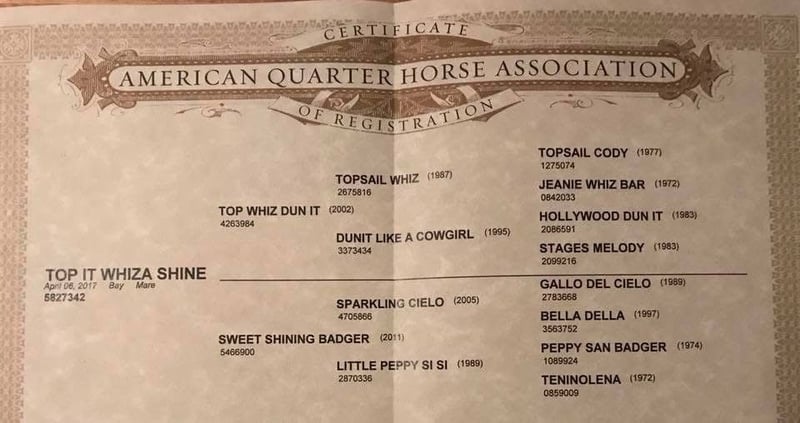 CERTIFICATE
AMERICAN QUARTER HORSE ASSOCIATION
OF REGISTRATION
TOPSAIL CODY (1977)
1275074
TOPSAIL WHIZ (1987)
2675816
JEANIE WHIZ BAR (1972)
0842033
TOP WHIZ DUN IT (2002)
4263984
HOLLYWOOD DUN IT (1983)
2086591
DUNIT LIKE A COWGIRL (1995)
3373434
STAGES MELODY (1983)
2099216
TOP IT WHIZA SHINE
April 06, 2017 Bay Mare
5827342
GALLO DEL CIELO (1989)
2783668
SPARKLING CIELO (2005)
4705866
BELLA DELLA (1997)
3563752
SWEET SHINING BADGER (2011)
5466900
PEPPY SAN BADGER (1974)
1089924
LITTLE PEPPY SI SI (1989)
2870336
TENINOLENA (1972)
0859009